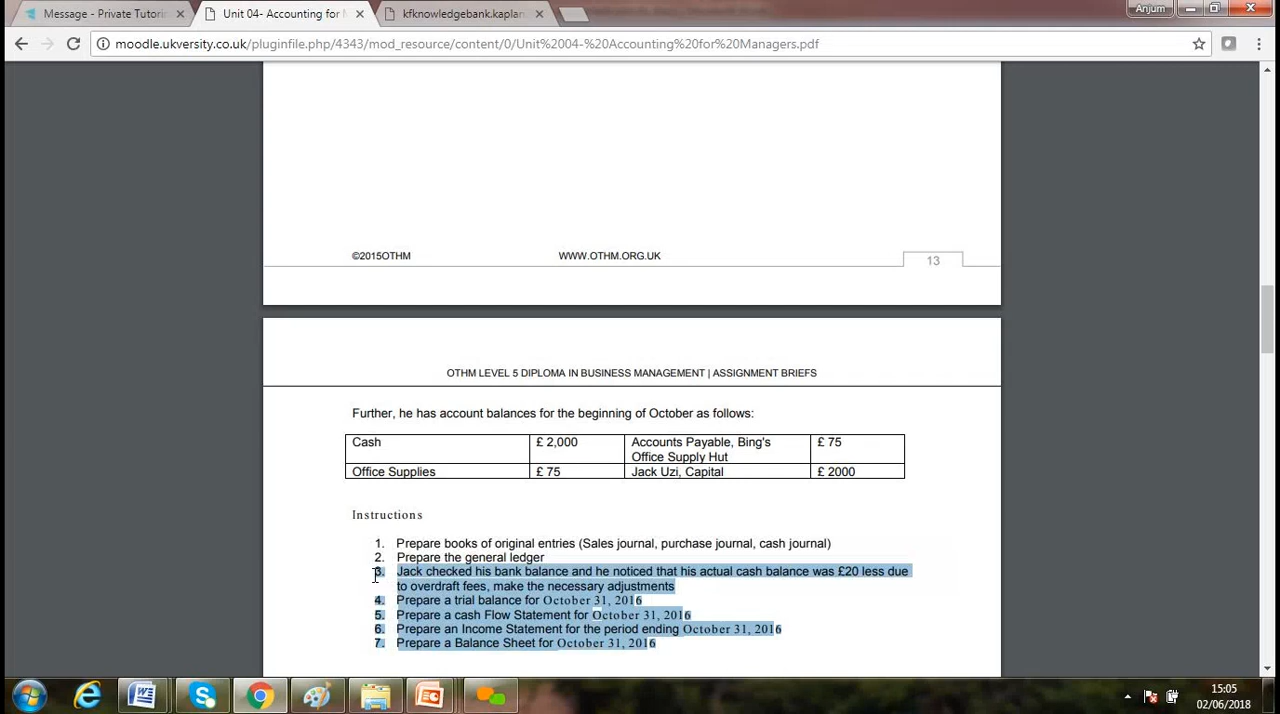 Message - Private Tutorin
Unit 04- Accounting for M
kfknowledgebank.kaplan.
Anjum
moodle.ukversity.co.uk/pluginfile.php/4343/mod_resource/content/0/Unit%2004-%20Accounting%20for%20Managers.pdf
©2015OTHM WWW.OTHM.ORG.UK 13
OTHM LEVEL 5 DIPLOMA IN BUSINESS MANAGEMENT | ASSIGNMENT BRIEFS
Further, he has account balances for the beginning of October as follows:
Cash £ 2,000 Accounts Payable, Bing's £ 75
Office Supply Hut
Office Supplies £ 75 Jack Uzi, Capital £ 2000
Instructions
1. Prepare books of original entries (Sales journal, purchase journal, cash journal)
2. Prepare the general ledger
3. Jack checked his bank balance and he noticed that his actual cash balance was £20 less due
to overdraft fees, make the necessary adjustments
4. Prepare a trial balance for October 31, 2016
5. Prepare a cash Flow Statement for October 31, 2016
6. Prepare an Income Statement for the period ending October 31, 2016
7. Prepare a Balance Sheet for October 31, 2016
15:05
02/06/2018